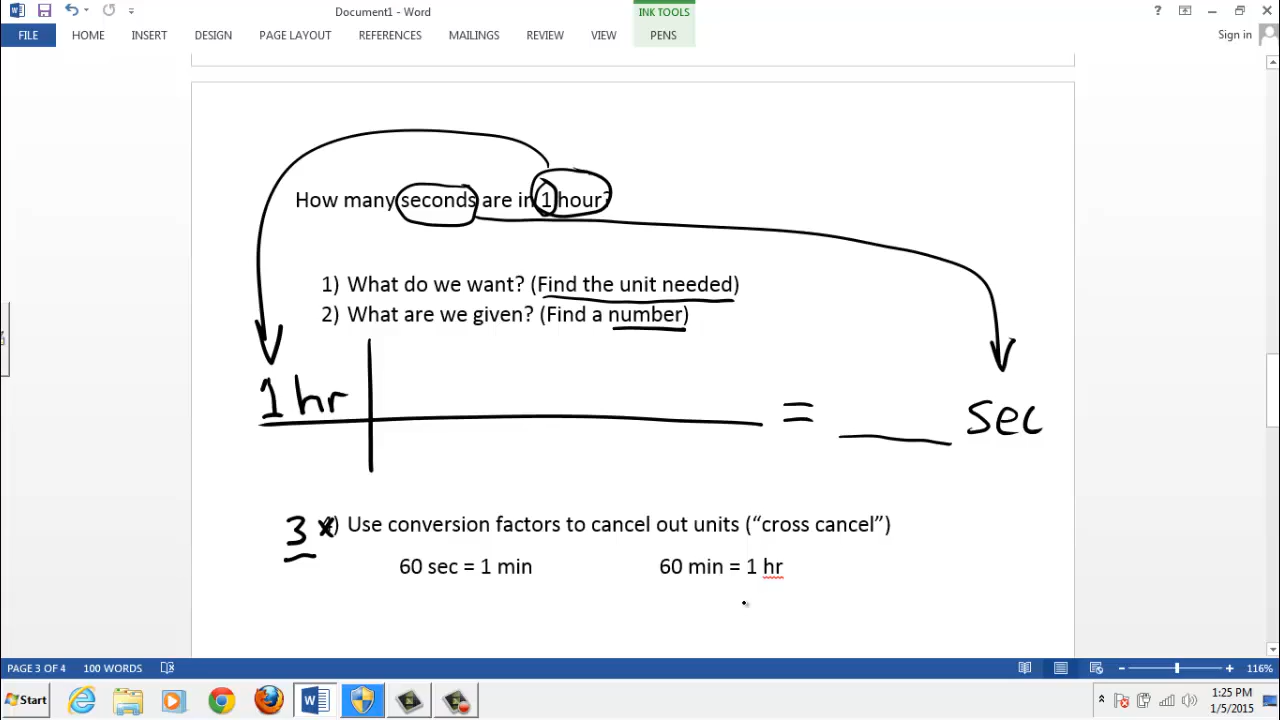 Document1 - Word
INK TOOLS
FILE HOME INSERT DESIGN PAGE LAYOUT REFERENCES MAILINGS REVIEW VIEW PENS
Sign in
How many seconds are in 1 hour?
1) What do we want? (Find the unit needed)
2) What are we given? (Find a number)
1 hr = ____ sec
3 ) Use conversion factors to cancel out units (“cross cancel”)
60 sec = 1 min 60 min = 1 hr
PAGE 3 OF 4 100 WORDS 116%
Start
1:25 PM
1/5/2015